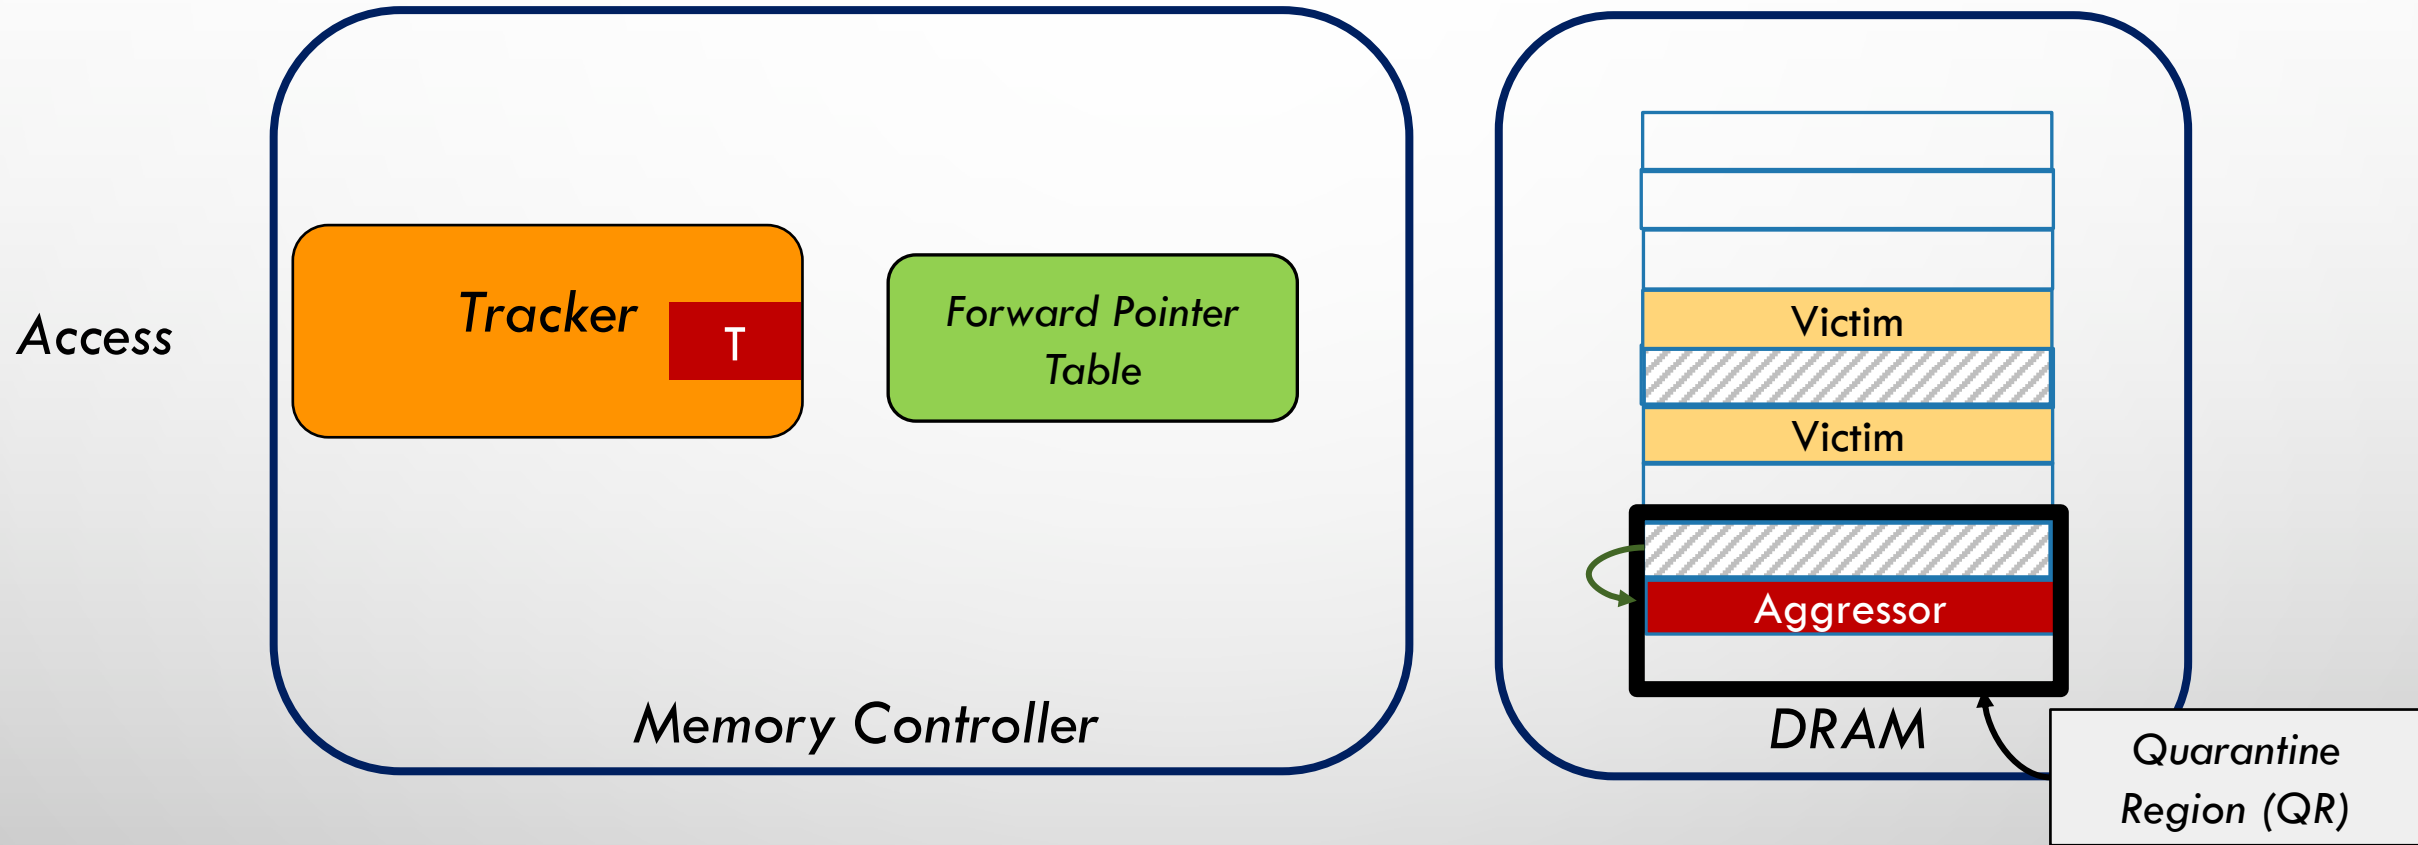 Access
Tracker
T
Forward Pointer
Table
Memory Controller
Victim
Victim
Aggressor
DRAM
Quarantine
Region (QR)